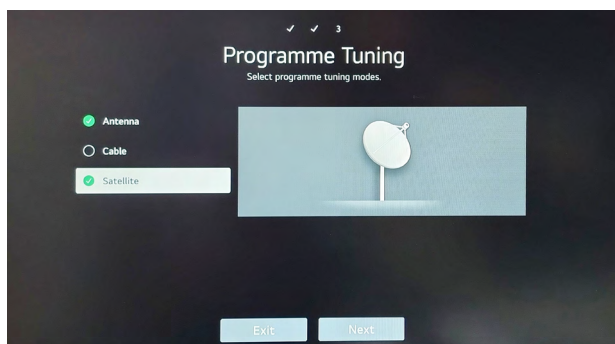 ✓ ✓ 3
Programme Tuning
Select programme tuning modes.
Antenna
Cable
Satellite
Exit
Next